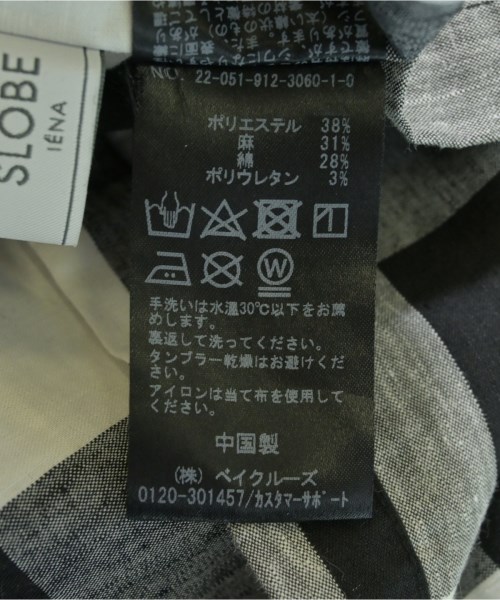 SLOBE
IÉNA
NO. 22-051-912-3060-1-0
ポリエステル 38%
麻 31%
綿 28%
ポリウレタン 3%
W
手洗いは水温30℃以下をお薦
めします。
裏返して洗ってください。
タンブラー乾燥はお避けくだ
さい。
アイロンは当て布を使用して
ください。
中国製
(株) ベイクルーズ
0120-301457/カスタマーサポート